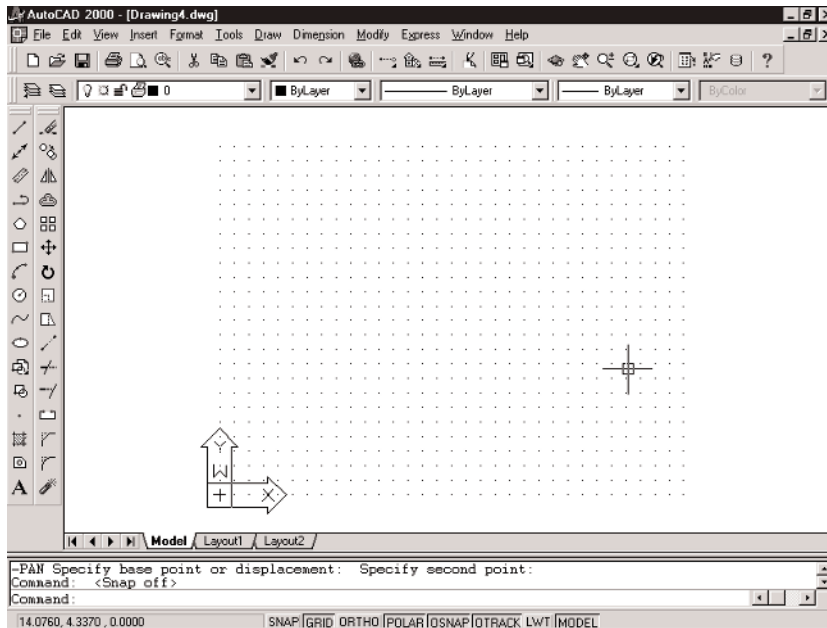 AutoCAD 2000 - [Drawing4.dwg]
File Edit View Insert Format Tools Draw Dimension Modify Express Window Help
0 ByLayer ByLayer ByLayer ByColor
A
Y
W
X
Model Layout1 Layout2
-PAN Specify base point or displacement: Specify second point:
Command: <Snap off>
Command:
14.0760, 4.3370 , 0.0000 SNAP GRID ORTHO POLAR OSNAP OTRACK LWT MODEL